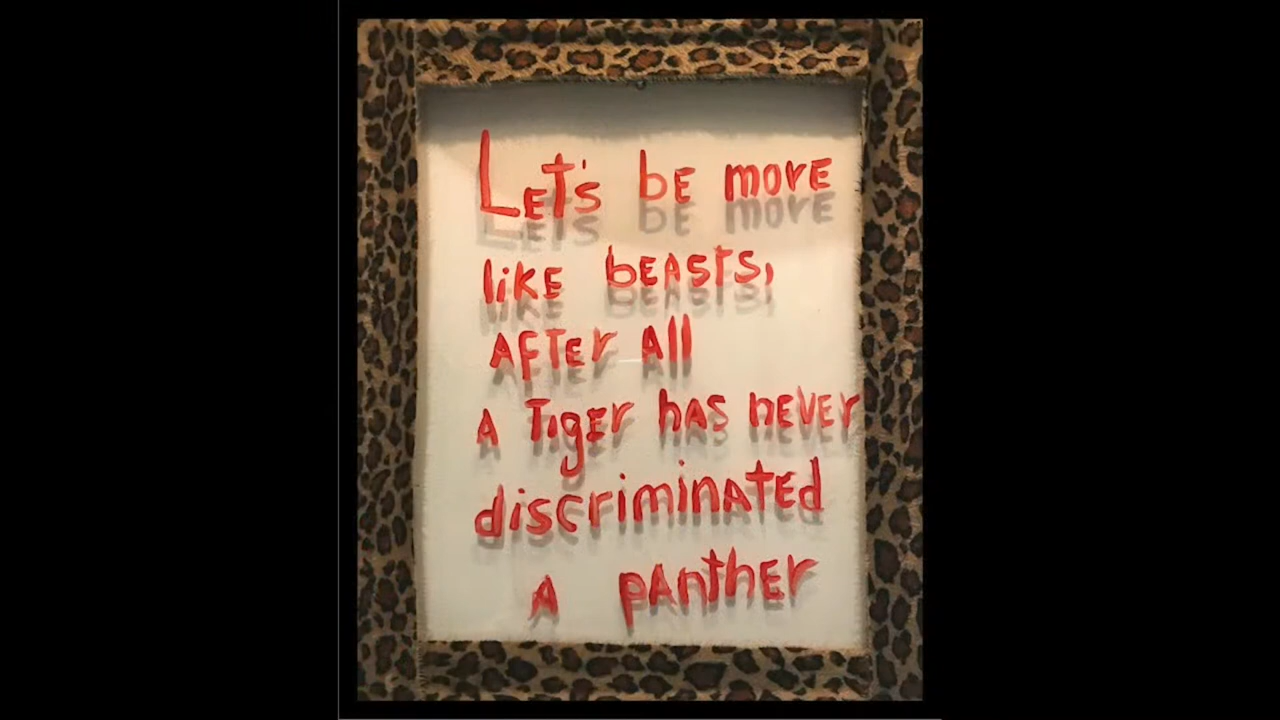 Let's be more
like beasts,
After all
A Tiger has never
discriminated
A panther